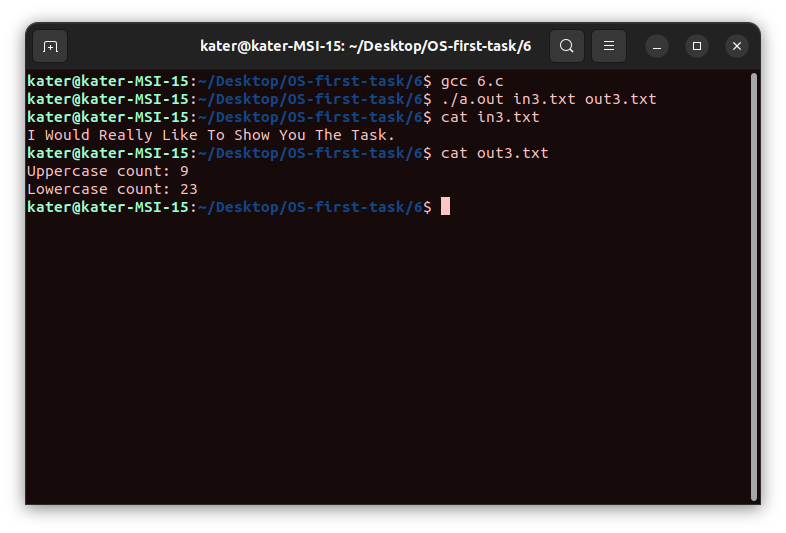 kater@kater-MSI-15: ~/Desktop/OS-first-task/6
kater@kater-MSI-15:~/Desktop/OS-first-task/6$ gcc 6.c
kater@kater-MSI-15:~/Desktop/OS-first-task/6$ ./a.out in3.txt out3.txt
kater@kater-MSI-15:~/Desktop/OS-first-task/6$ cat in3.txt
I Would Really Like To Show You The Task.
kater@kater-MSI-15:~/Desktop/OS-first-task/6$ cat out3.txt
Uppercase count: 9
Lowercase count: 23
kater@kater-MSI-15:~/Desktop/OS-first-task/6$